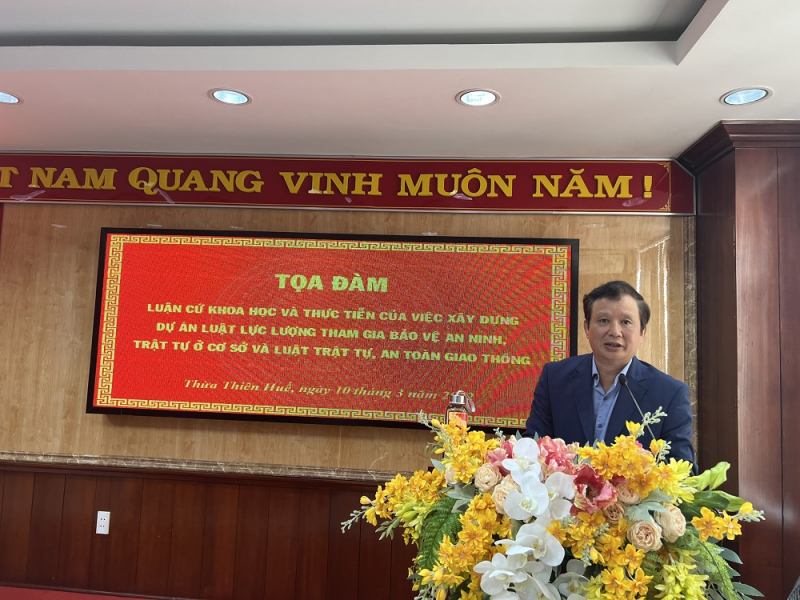 T NAM QUANG VINH MUÔN NĂM!
TỌA ĐÀM
LUẬN CỨ KHOA HỌC VÀ THỰC TIỄN CỦA VIỆC XÂY DỰNG
DỰ ÁN LUẬT LỰC LƯỢNG THAM GIA BẢO VỆ AN NINH,
TRẬT TỰ Ở CƠ SỞ VÀ LUẬT TRẬT TỰ, AN TOÀN GIAO THÔNG
Thừa Thiên Huế, ngày 10 tháng 3 năm